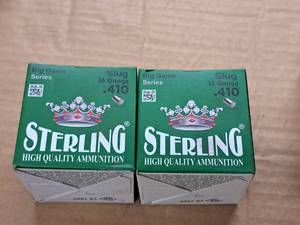 Big Game
Series
Slug
36 Gauge
.410
STERLING®
HIGH QUALITY AMMUNITION
Big Game
Series
Slug
36 Gauge
.410
STERLING®
HIGH QUALITY AMMUNITION